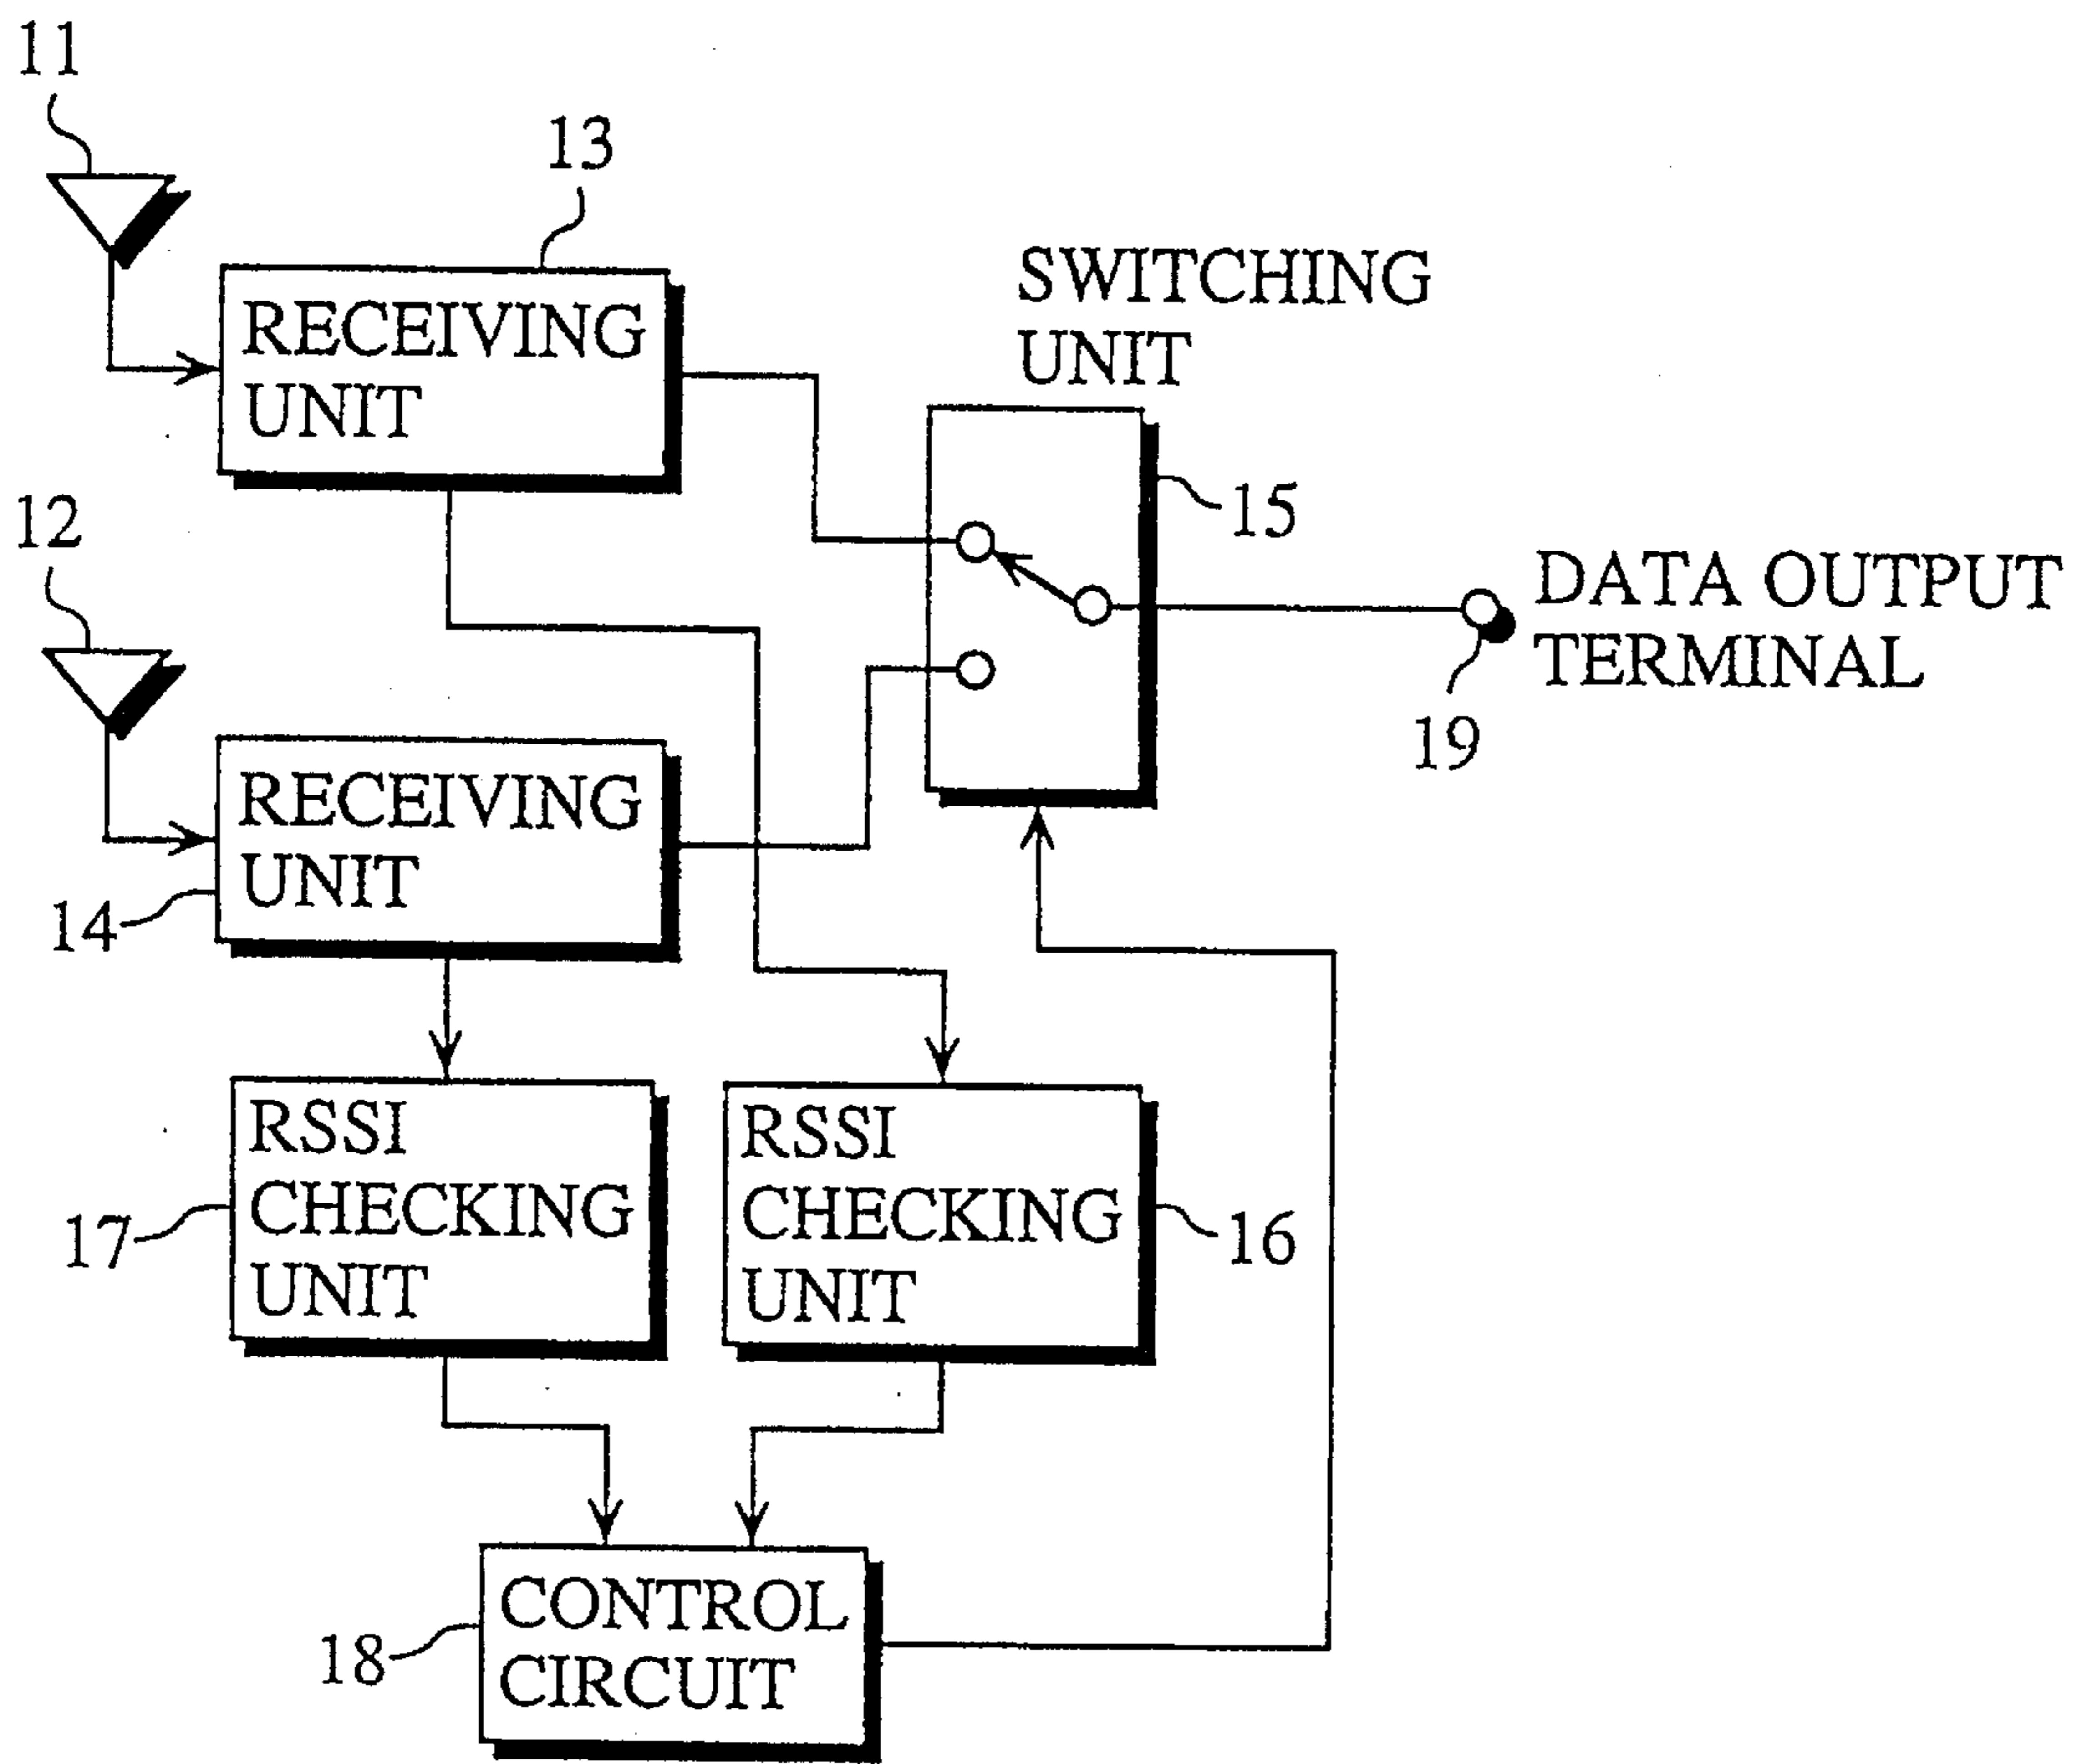 11
13
RECEIVING
UNIT
SWITCHING
UNIT
15
12
DATA OUTPUT
TERMINAL
19
RECEIVING
UNIT
14
RSSI
CHECKING
UNIT
17
RSSI
CHECKING
UNIT
16
CONTROL
CIRCUIT
18